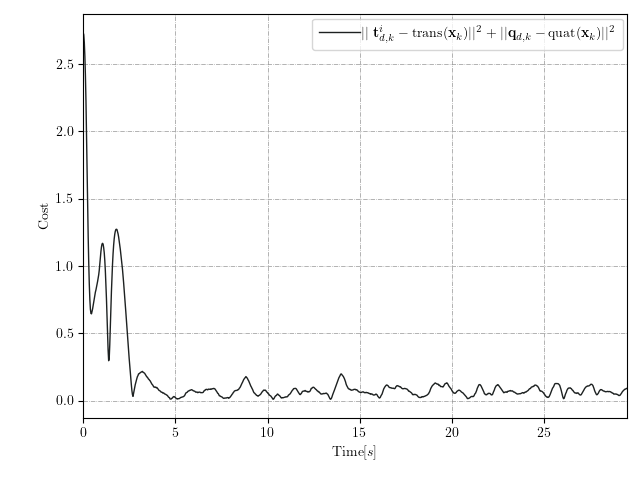 || t^i_{d,k} − trans(x_k)||² + ||q_{d,k} − quat(x_k)||²
2.5
2.0
1.5
1.0
0.5
0.0
Cost
0 5 10 15 20 25
Time[s]